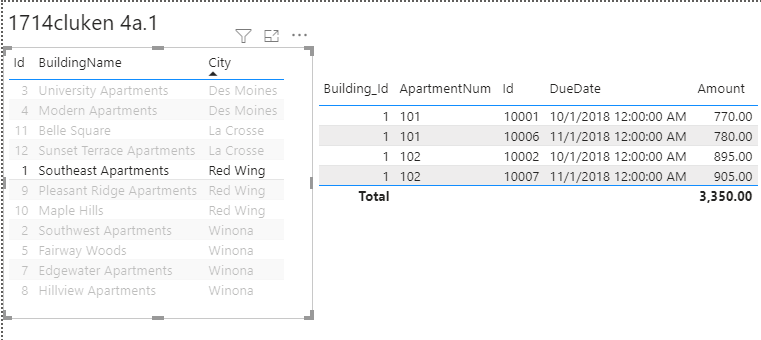 1714cluken 4a.1
Id BuildingName City
3 University Apartments Des Moines
4 Modern Apartments Des Moines
11 Belle Square La Crosse
12 Sunset Terrace Apartments La Crosse
1 Southeast Apartments Red Wing
9 Pleasant Ridge Apartments Red Wing
10 Maple Hills Red Wing
2 Southwest Apartments Winona
5 Fairway Woods Winona
7 Edgewater Apartments Winona
8 Hillview Apartments Winona
Building_Id ApartmentNum Id DueDate Amount
1 101 10001 10/1/2018 12:00:00 AM 770.00
1 101 10006 11/1/2018 12:00:00 AM 780.00
1 102 10002 10/1/2018 12:00:00 AM 895.00
1 102 10007 11/1/2018 12:00:00 AM 905.00
Total 3,350.00